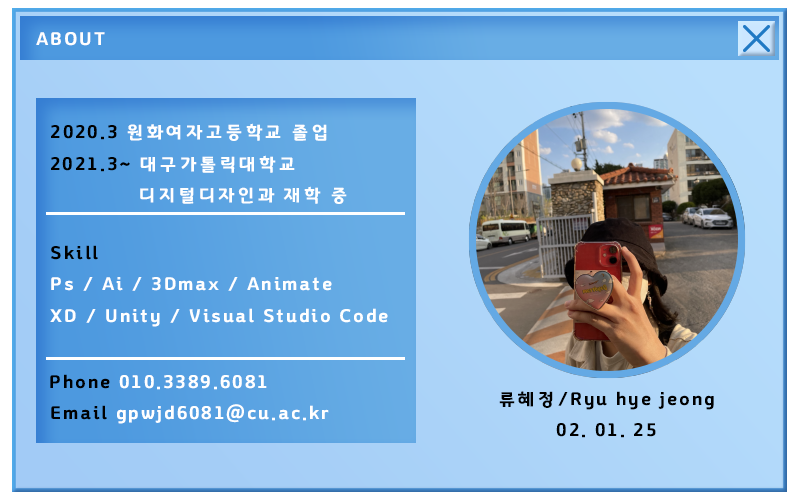 ABOUT
2020.3 원화여자고등학교 졸업
2021.3~ 대구가톨릭대학교
디지털디자인과 재학 중
Skill
Ps / Ai / 3Dmax / Animate
XD / Unity / Visual Studio Code
Phone 010.3389.6081
Email gpwjd6081@cu.ac.kr
류혜정/Ryu hye jeong
02. 01. 25